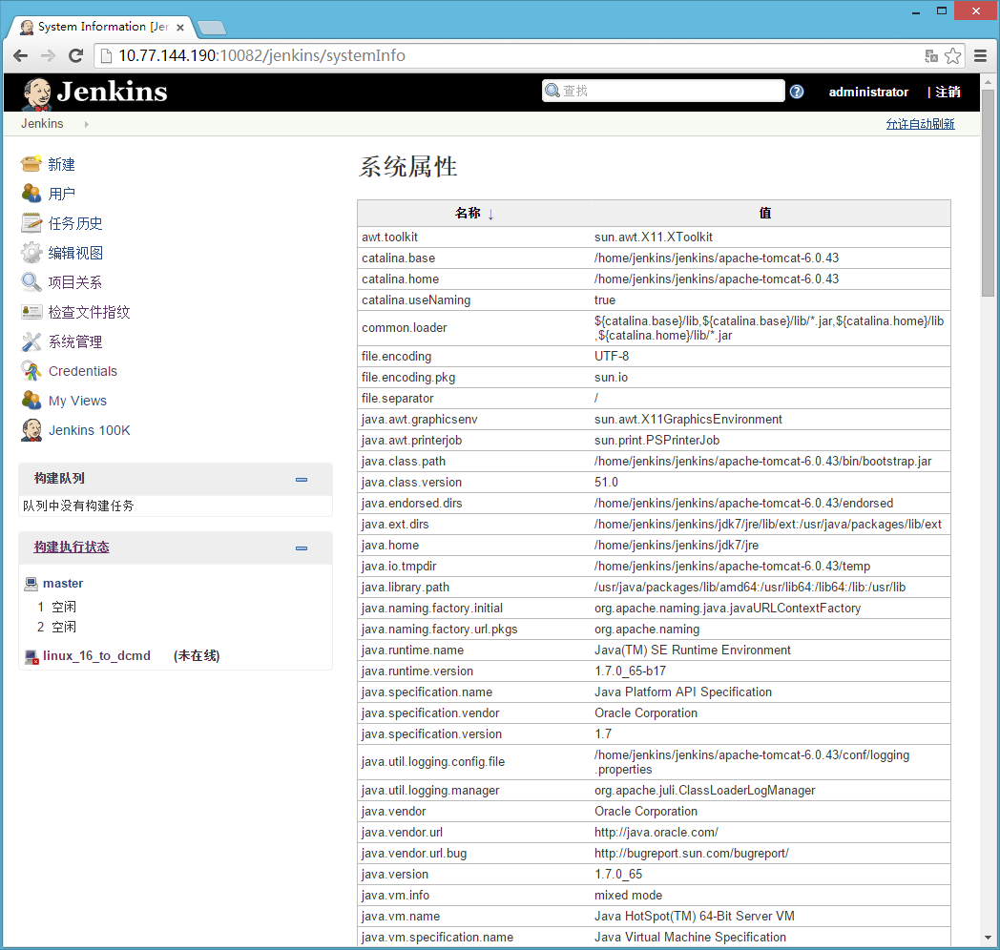 System Information [Jer
10.77.144.190:10082/jenkins/systemInfo
Jenkins
查找
administrator
| 注销
Jenkins
允许自动刷新
新建
用户
任务历史
编辑视图
项目关系
检查文件指纹
系统管理
Credentials
My Views
Jenkins 100K
构建队列
队列中没有构建任务
构建执行状态
master
1 空闲
2 空闲
linux_16_to_dcmd (未在线)
系统属性
名称 ↓ 值
awt.toolkit sun.awt.X11.XToolkit
catalina.base /home/jenkins/jenkins/apache-tomcat-6.0.43
catalina.home /home/jenkins/jenkins/apache-tomcat-6.0.43
catalina.useNaming true
common.loader ${catalina.base}/lib,${catalina.base}/lib/*.jar,${catalina.home}/lib
,${catalina.home}/lib/*.jar
file.encoding UTF-8
file.encoding.pkg sun.io
file.separator /
java.awt.graphicsenv sun.awt.X11GraphicsEnvironment
java.awt.printerjob sun.print.PSPrinterJob
java.class.path /home/jenkins/jenkins/apache-tomcat-6.0.43/bin/bootstrap.jar
java.class.version 51.0
java.endorsed.dirs /home/jenkins/jenkins/apache-tomcat-6.0.43/endorsed
java.ext.dirs /home/jenkins/jenkins/jdk7/jre/lib/ext:/usr/java/packages/lib/ext
java.home /home/jenkins/jenkins/jdk7/jre
java.io.tmpdir /home/jenkins/jenkins/apache-tomcat-6.0.43/temp
java.library.path /usr/java/packages/lib/amd64:/usr/lib64:/lib64:/lib:/usr/lib
java.naming.factory.initial org.apache.naming.java.javaURLContextFactory
java.naming.factory.url.pkgs org.apache.naming
java.runtime.name Java(TM) SE Runtime Environment
java.runtime.version 1.7.0_65-b17
java.specification.name Java Platform API Specification
java.specification.vendor Oracle Corporation
java.specification.version 1.7
java.util.logging.config.file /home/jenkins/jenkins/apache-tomcat-6.0.43/conf/logging
.properties
java.util.logging.manager org.apache.juli.ClassLoaderLogManager
java.vendor Oracle Corporation
java.vendor.url http://java.oracle.com/
java.vendor.url.bug http://bugreport.sun.com/bugreport/
java.version 1.7.0_65
java.vm.info mixed mode
java.vm.name Java HotSpot(TM) 64-Bit Server VM
java.vm.specification.name Java Virtual Machine Specification